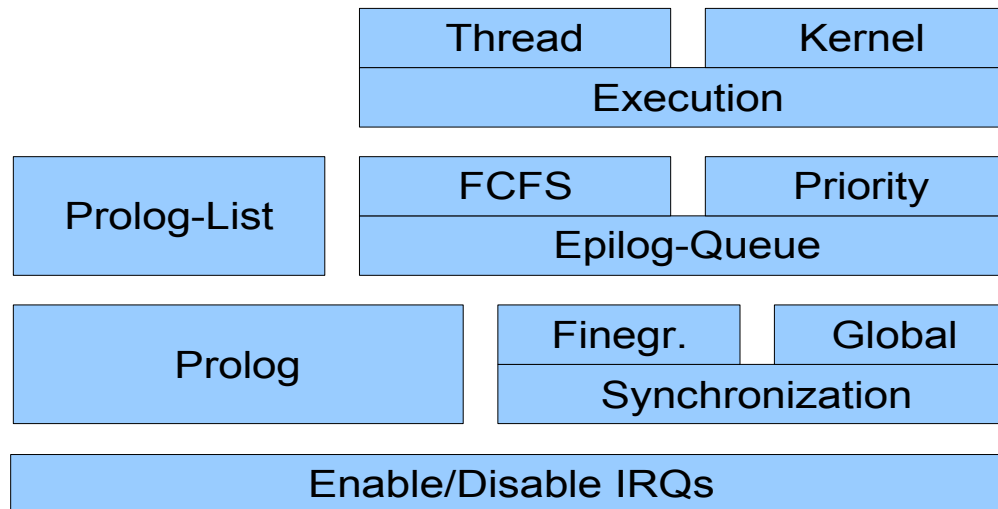 Thread
Kernel
Execution
Prolog-List
FCFS
Priority
Epilog-Queue
Prolog
Finegr.
Global
Synchronization
Enable/Disable IRQs